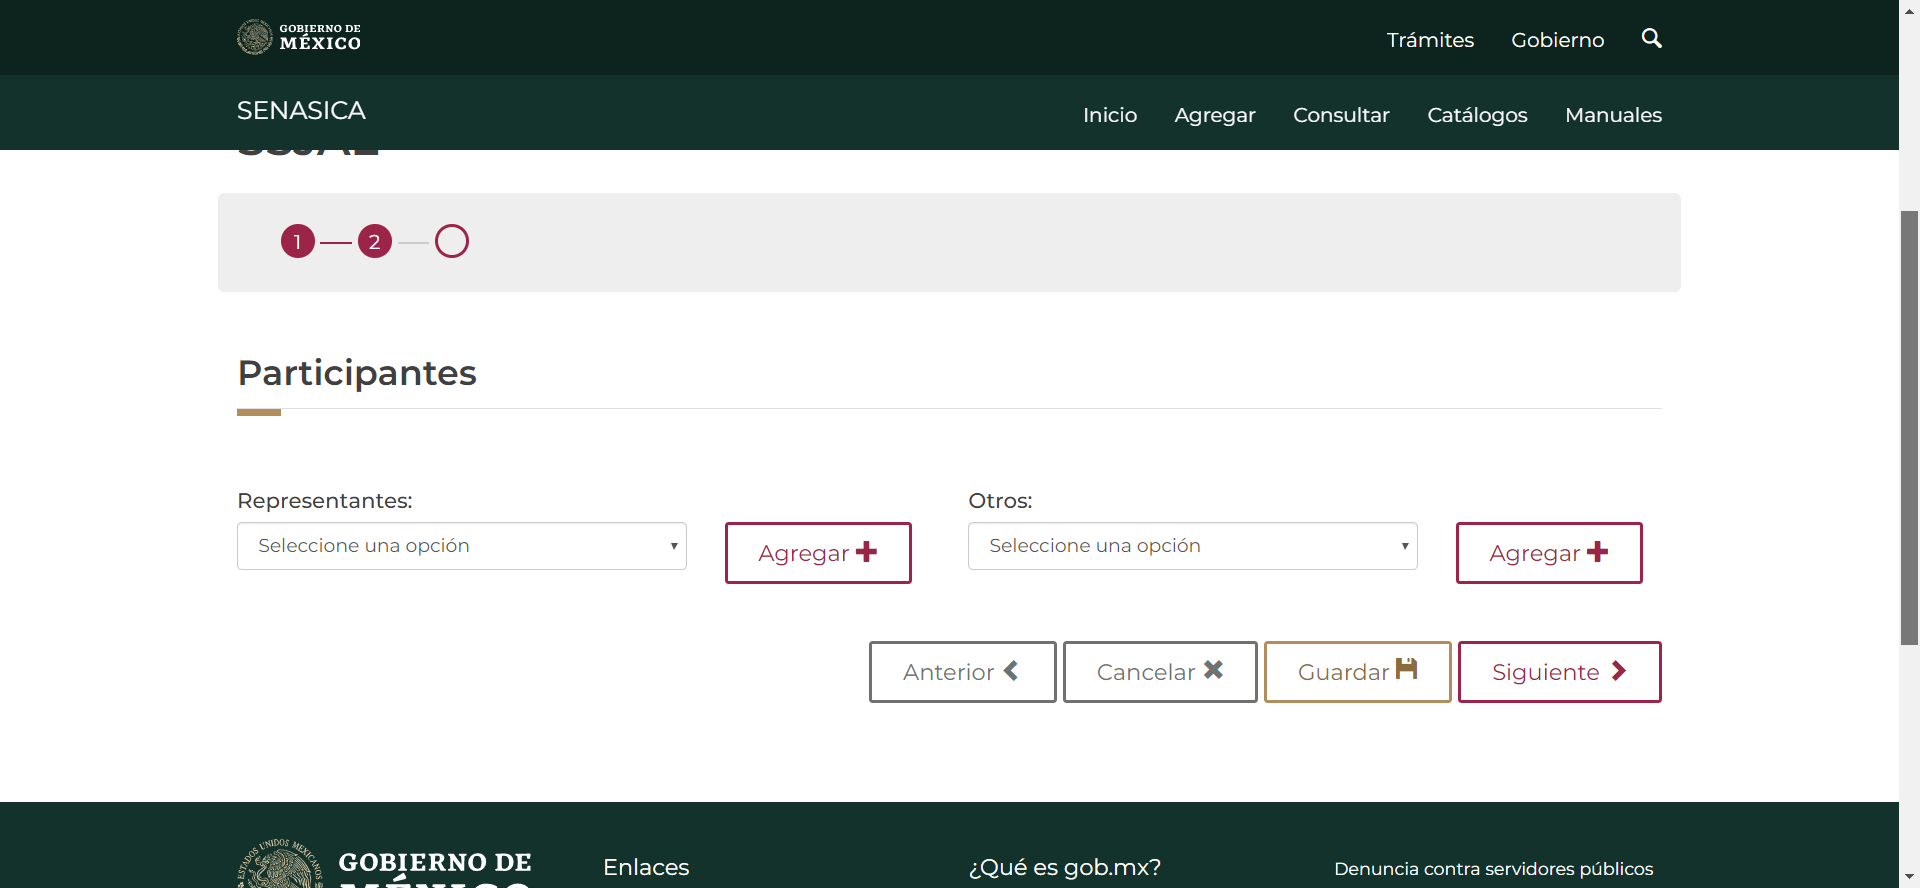 GOBIERNO DE
MÉXICO
Trámites Gobierno
SENASICA
Inicio Agregar Consultar Catálogos Manuales
1 2
Participantes
Representantes:
Otros:
Seleccione una opción
Agregar
Seleccione una opción
Agregar
Anterior Cancelar Guardar Siguiente
ESTADOS UNIDOS MEXICANOS
GOBIERNO DE
MÉXICO
Enlaces
¿Qué es gob.mx?
Denuncia contra servidores públicos